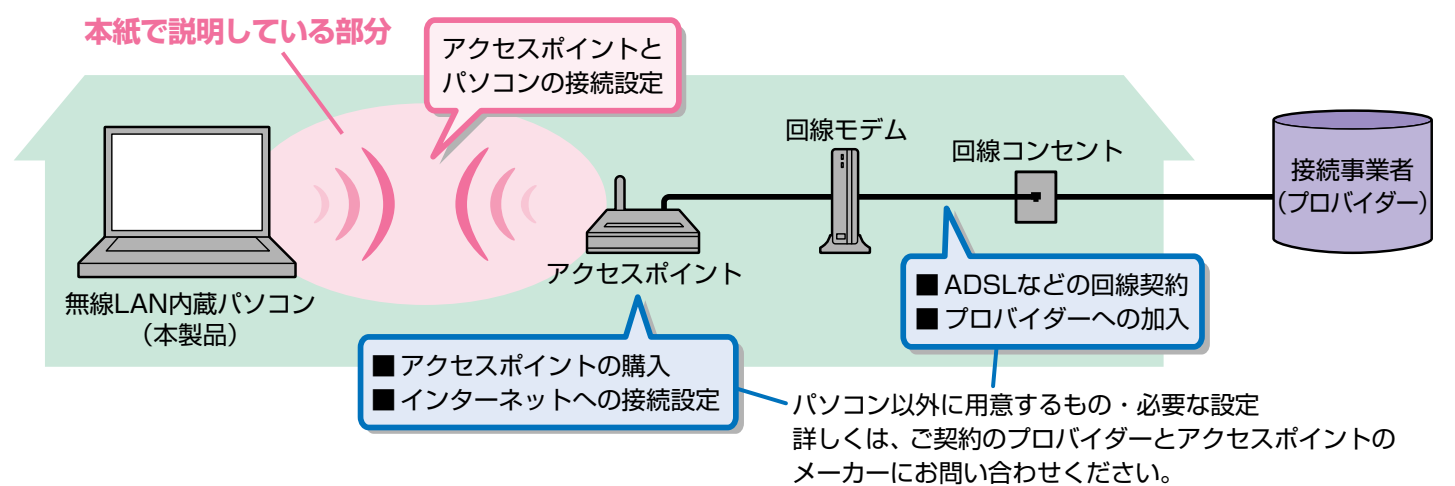 本紙で説明している部分
アクセスポイントと
パソコンの接続設定
回線モデム
回線コンセント
接続事業者
（プロバイダー）
アクセスポイント
無線LAN内蔵パソコン
（本製品）
■ ADSLなどの回線契約
■ プロバイダーへの加入
■ アクセスポイントの購入
■ インターネットへの接続設定
パソコン以外に用意するもの・必要な設定
詳しくは、ご契約のプロバイダーとアクセスポイントの
メーカーにお問い合わせください。